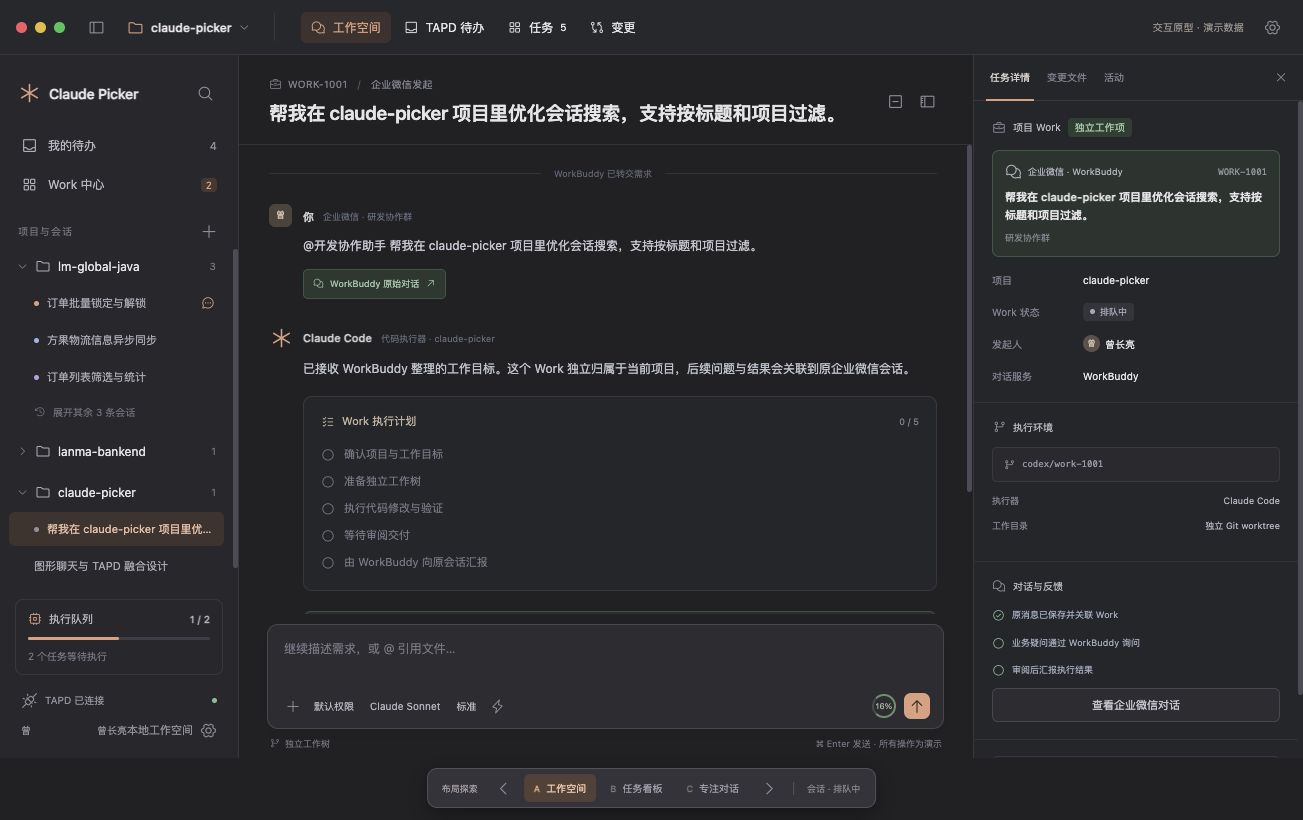 claude-picker
工作空间
TAPD 待办
任务 5
变更
交互原型 · 演示数据
Claude Picker
我的待办 4
Work 中心 2
项目与会话
lm-global-java 3
订单批量锁定与解锁
方果物流信息异步同步
订单列表筛选与统计
展开其余 3 条会话
lanma-bankend 1
claude-picker 1
帮我在 claude-picker 项目里优...
图形聊天与 TAPD 融合设计
执行队列 1 / 2
2 个任务等待执行
TAPD 已连接
曾 曾长亮本地工作空间
WORK-1001 / 企业微信发起
帮我在 claude-picker 项目里优化会话搜索，支持按标题和项目过滤。
WorkBuddy 已转交需求
曾 你 企业微信 · 研发协作群
@开发协作助手 帮我在 claude-picker 项目里优化会话搜索，支持按标题和项目过滤。
WorkBuddy 原始对话
Claude Code 代码执行器 · claude-picker
已接收 WorkBuddy 整理的工作目标。这个 Work 独立归属于当前项目，后续问题与结果会关联到原企业微信会话。
Work 执行计划 0 / 5
确认项目与工作目标
准备独立工作树
执行代码修改与验证
等待审阅交付
由 WorkBuddy 向原会话汇报
继续描述需求，或 @ 引用文件...
默认权限 Claude Sonnet 标准 16%
独立工作树 ⌘ Enter 发送 · 所有操作为演示
任务详情 变更文件 活动
项目 Work 独立工作项
企业微信 · WorkBuddy WORK-1001
帮我在 claude-picker 项目里优化会话搜索，支持按
标题和项目过滤。
研发协作群
项目 claude-picker
Work 状态 排队中
发起人 曾 曾长亮
对话服务 WorkBuddy
执行环境
codex/work-1001
执行器 Claude Code
工作目录 独立 Git worktree
对话与反馈
原消息已保存并关联 Work
业务疑问通过 WorkBuddy 询问
审阅后汇报执行结果
查看企业微信对话
布局探索 A 工作空间 B 任务看板 C 专注对话 会话 · 排队中